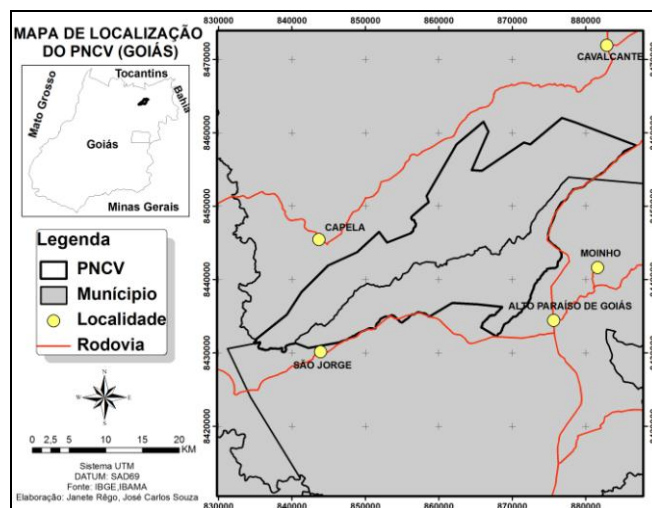 MAPA DE LOCALIZAÇÃO
DO PNCV (GOIÁS)
Tocantins
Mato Grosso
Bahia
Goiás
Minas Gerais
Legenda
PNCV
Munícipio
Localidade
Rodovia
N
W E
S
0 2,5 5 10 15 20
KM
Sistema UTM
DATUM: SAD69
Fonte: IBGE,IBAMA
Elaboração: Janete Rêgo, José Carlos Souza
830000 840000 850000 860000 870000 880000
8470000
8460000
8450000
8440000
8430000
8420000
CAVALCANTE
CAPELA
MOINHO
ALTO PARAÍSO DE GOIÁS
SÃO JORGE
830000 840000 850000 860000 870000 880000